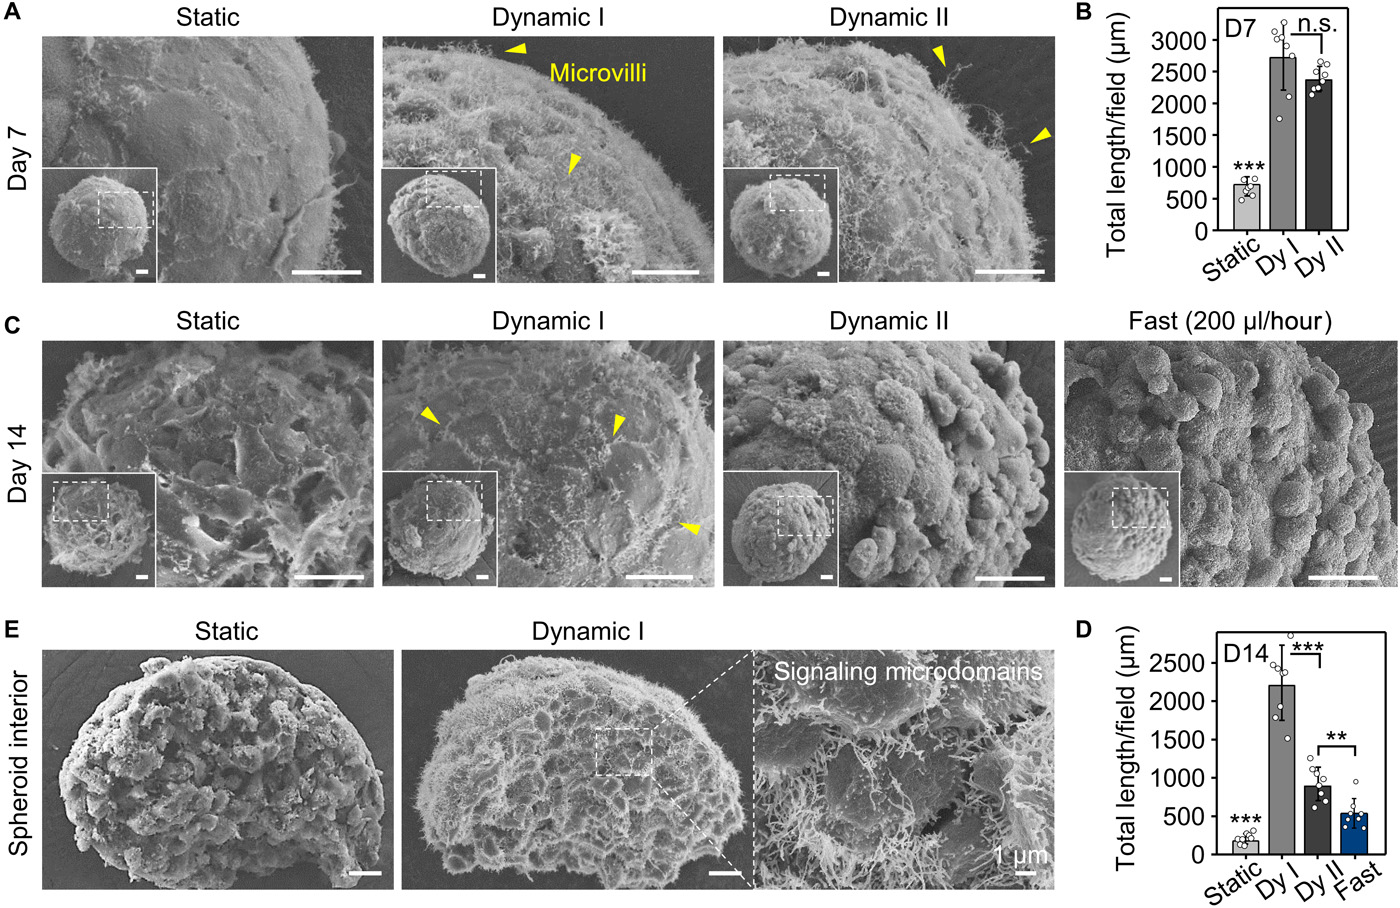 A
Static
Dynamic I
Dynamic II
Day 7
Microvilli
B
Total length/field (µm)
D7
n.s.
***
3000
2500
2000
1500
1000
500
0
Static
Dy I
Dy II
C
Static
Dynamic I
Dynamic II
Fast (200 µl/hour)
Day 14
E
Static
Dynamic I
Spheroid interior
Signaling microdomains
1 µm
D
Total length/field (µm)
D14
***
**
***
2500
2000
1500
1000
500
0
Static
Dy I
Dy II
Fast